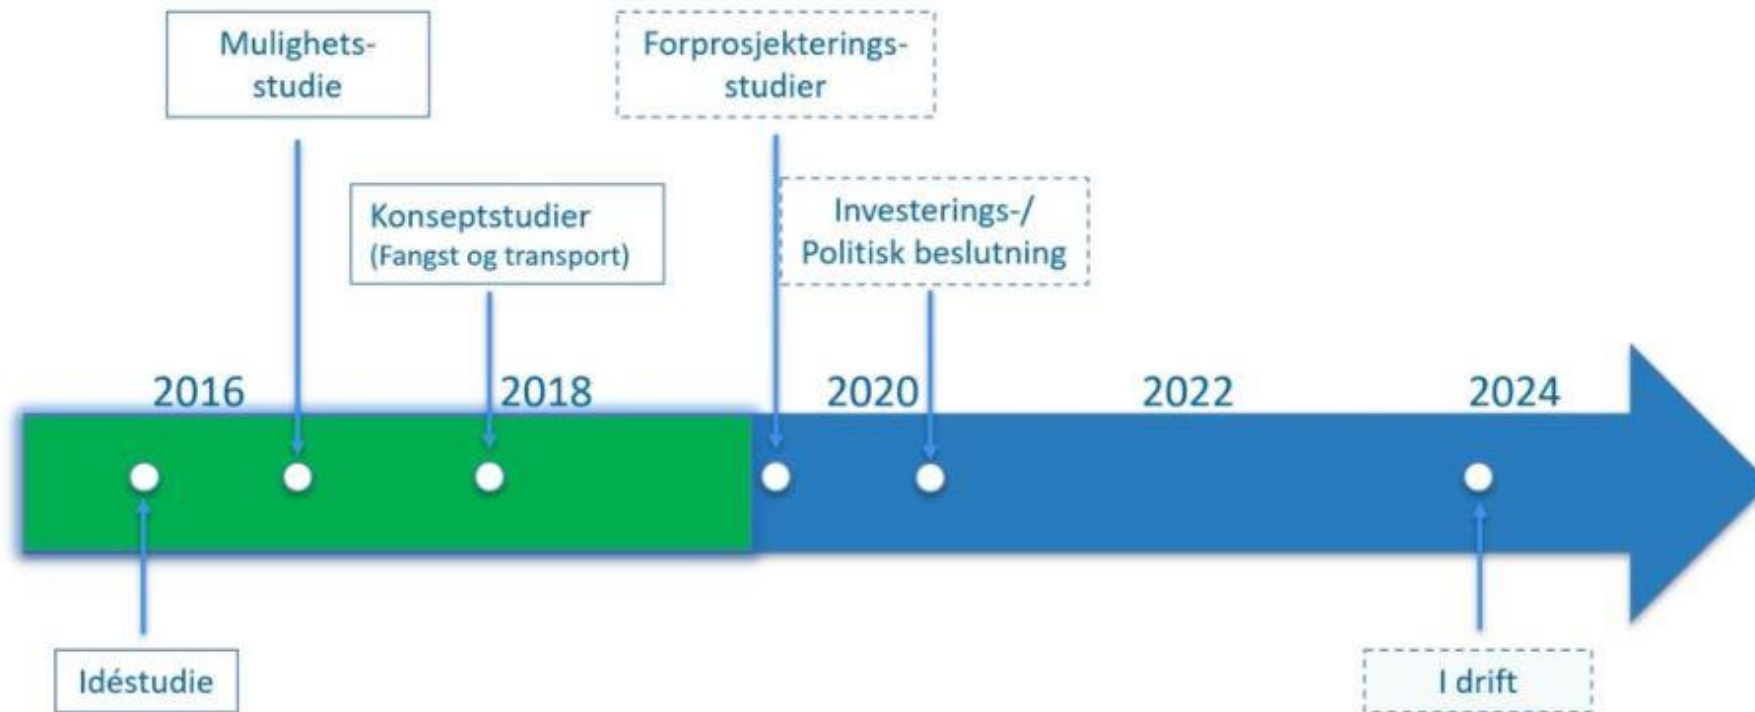 Mulighets-
studie
Forprosjekterings-
studier
Konseptstudier
(Fangst og transport)
Investerings-/
Politisk beslutning
2016
2018
2020
2022
2024
Idéstudie
I drift